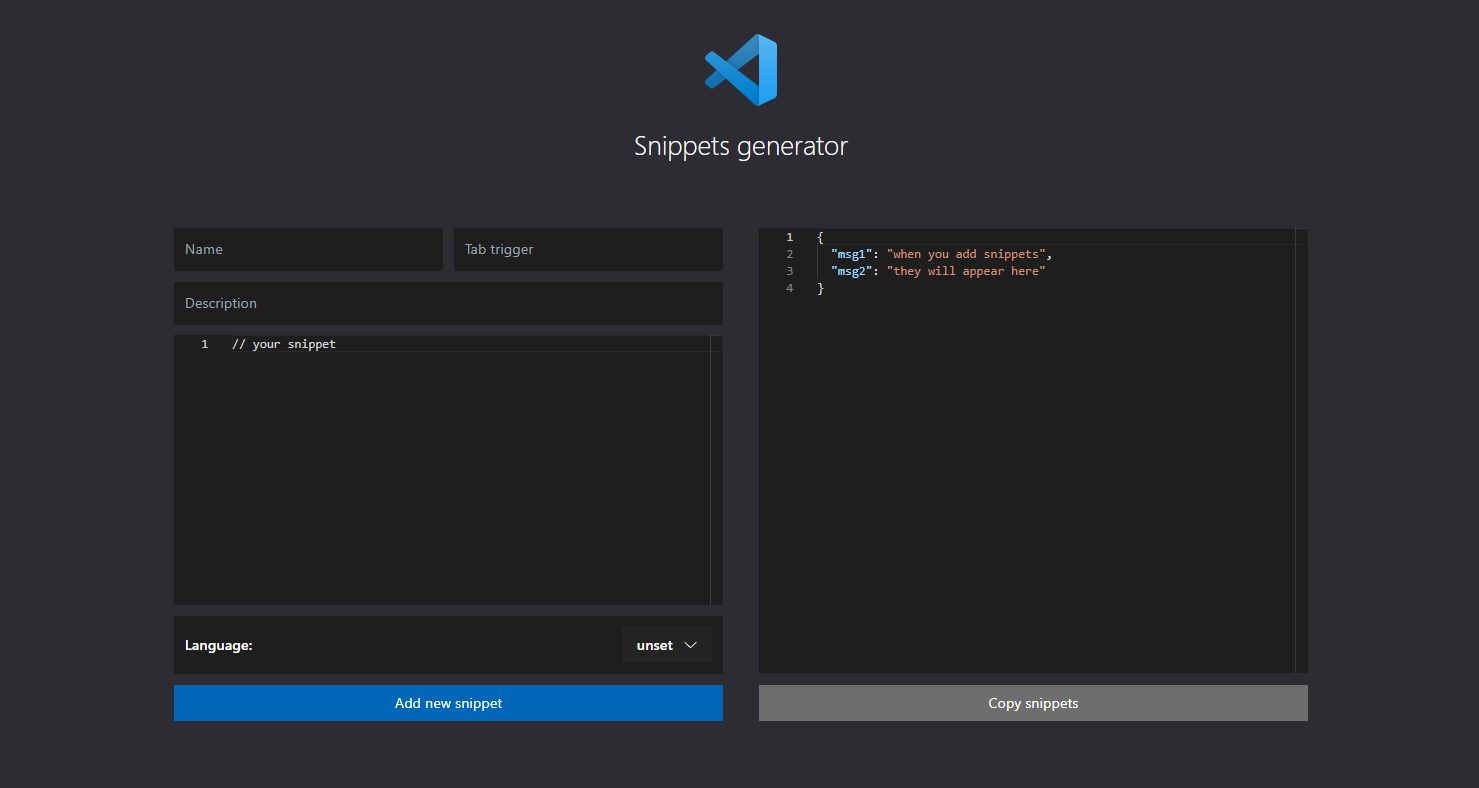 Snippets generator
Name
Tab trigger
Description
1 // your snippet
Language:
unset
Add new snippet
1 {
2 "msg1": "when you add snippets",
3 "msg2": "they will appear here"
4 }
Copy snippets